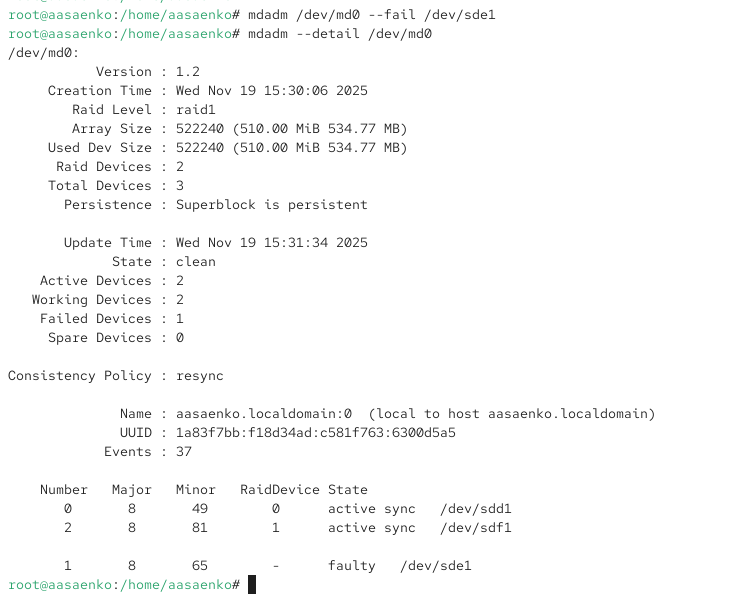 root@aasaenko:/home/aasaenko# mdadm /dev/md0 --fail /dev/sde1
root@aasaenko:/home/aasaenko# mdadm --detail /dev/md0
/dev/md0:
           Version : 1.2
     Creation Time : Wed Nov 19 15:30:06 2025
        Raid Level : raid1
        Array Size : 522240 (510.00 MiB 534.77 MB)
     Used Dev Size : 522240 (510.00 MiB 534.77 MB)
      Raid Devices : 2
     Total Devices : 3
       Persistence : Superblock is persistent

       Update Time : Wed Nov 19 15:31:34 2025
             State : clean
    Active Devices : 2
   Working Devices : 2
    Failed Devices : 1
     Spare Devices : 0

Consistency Policy : resync

              Name : aasaenko.localdomain:0  (local to host aasaenko.localdomain)
              UUID : 1a83f7bb:f18d34ad:c581f763:6300d5a5
            Events : 37

    Number   Major   Minor   RaidDevice State
       0       8       49        0      active sync   /dev/sdd1
       2       8       81        1      active sync   /dev/sdf1

       1       8       65        -      faulty   /dev/sde1
root@aasaenko:/home/aasaenko#